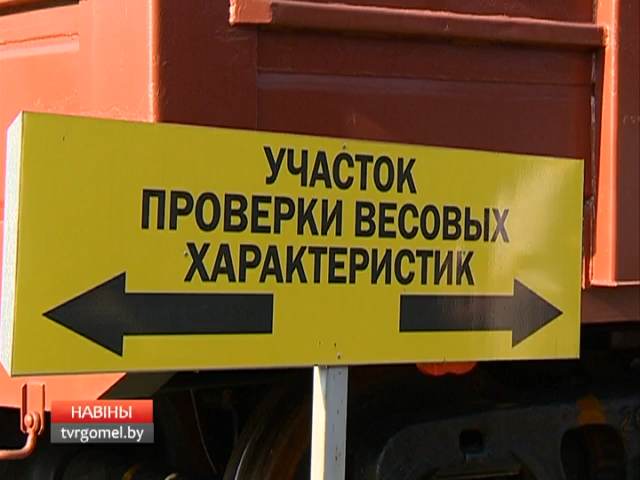 УЧАСТОК
ПРОВЕРКИ ВЕСОВЫХ
ХАРАКТЕРИСТИК
НАВІНЫ
tvrgomel.by